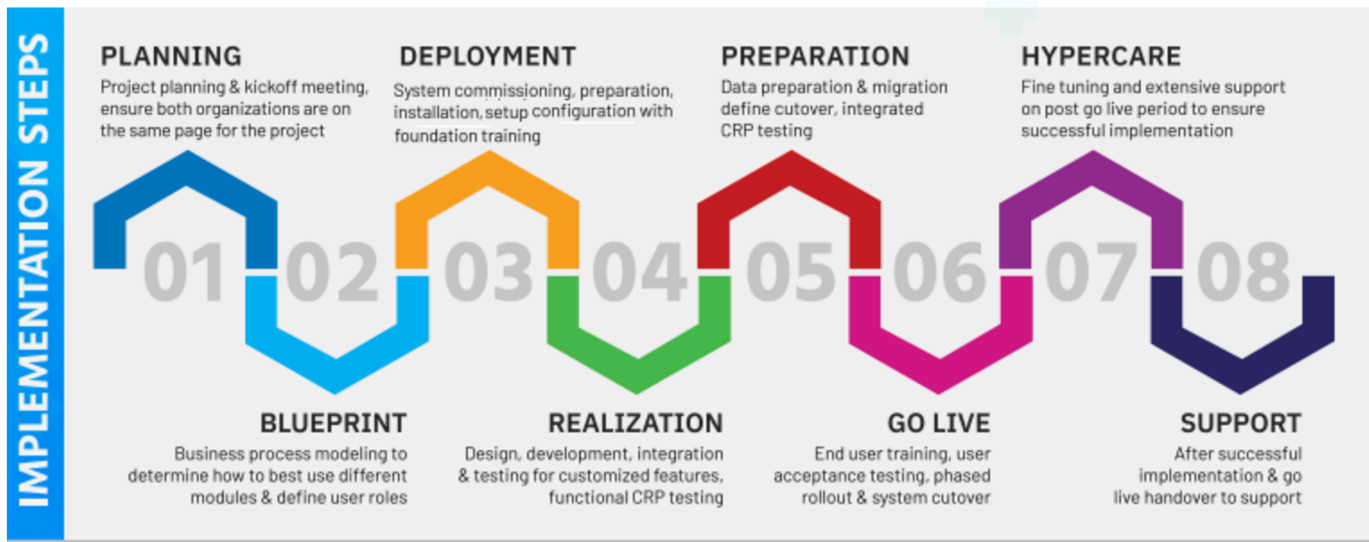 IMPLEMENTATION STEPS
PLANNING
Project planning & kickoff meeting,
ensure both organizations are on
the same page for the project
DEPLOYMENT
System commissioning, preparation,
installation, setup configuration with
foundation training
PREPARATION
Data preparation & migration
define cutover, integrated
CRP testing
HYPERCARE
Fine tuning and extensive support
on post go live period to ensure
successful implementation
01 02 03 04 05 06 07 08
BLUEPRINT
Business process modeling to
determine how to best use different
modules & define user roles
REALIZATION
Design, development, integration
& testing for customized features,
functional CRP testing
GO LIVE
End user training, user
acceptance testing, phased
rollout & system cutover
SUPPORT
After successful
implementation & go
live handover to support